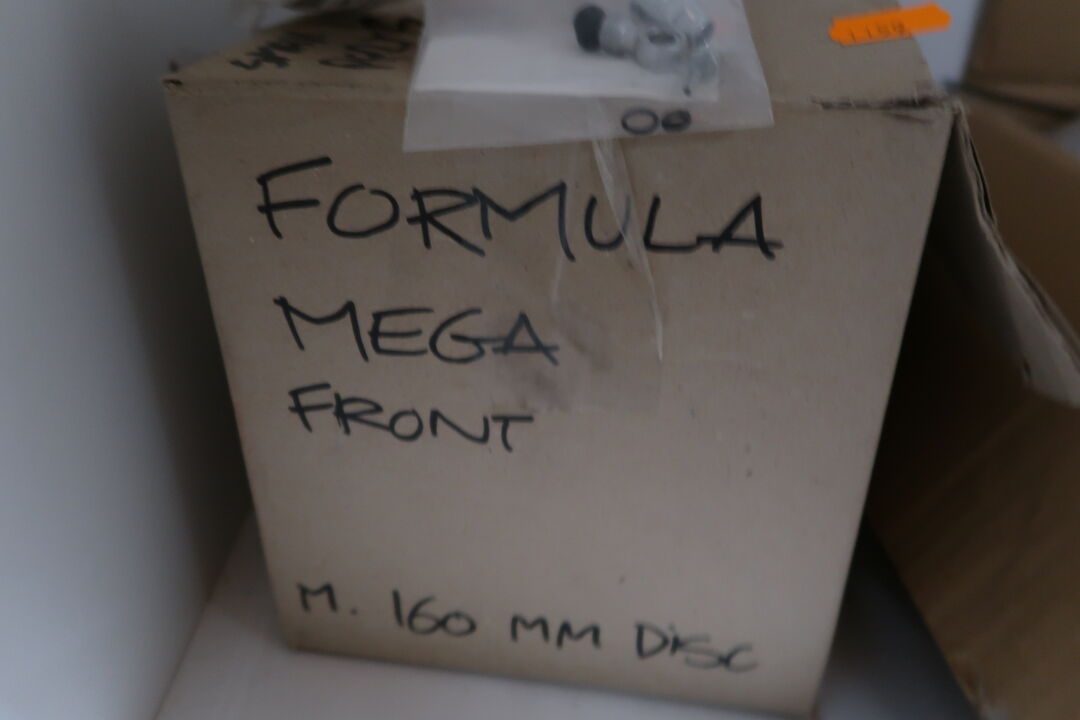 FORMULA
MEGA
FRONT
M. 160 MM DISC